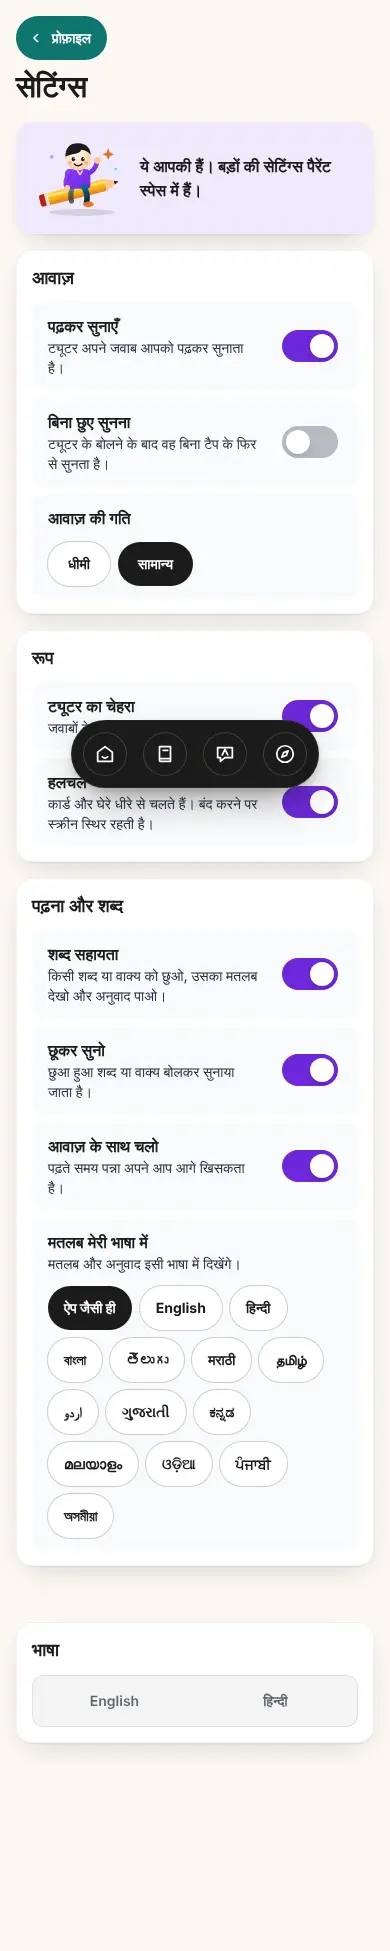 प्रोफ़ाइल
सेटिंग्स
ये आपकी हैं। बड़ों की सेटिंग्स पैरेंट
स्पेस में हैं।
आवाज़
पढ़कर सुनाएँ
ट्यूटर अपने जवाब आपको पढ़कर सुनाता
है।
बिना छुए सुनना
ट्यूटर के बोलने के बाद वह बिना टैप के फिर
से सुनता है।
आवाज़ की गति
धीमी
सामान्य
रूप
ट्यूटर का चेहरा
जवाबों
हलचल
कार्ड और घेरे धीरे से चलते हैं। बंद करने पर
स्क्रीन स्थिर रहती है।
पढ़ना और शब्द
शब्द सहायता
किसी शब्द या वाक्य को छुओ, उसका मतलब
देखो और अनुवाद पाओ।
छूकर सुनो
छुआ हुआ शब्द या वाक्य बोलकर सुनाया
जाता है।
आवाज़ के साथ चलो
पढ़ते समय पन्ना अपने आप आगे खिसकता
है।
मतलब मेरी भाषा में
मतलब और अनुवाद इसी भाषा में दिखेंगे।
ऐप जैसी ही English हिन्दी
বাংলা తెలుగు मराठी தமிழ்
اردو ગુજરાતી ಕನ್ನಡ
മലയാളം ଓଡ଼ିଆ ਪੰਜਾਬੀ
অসমীয়া
भाषा
English हिन्दी